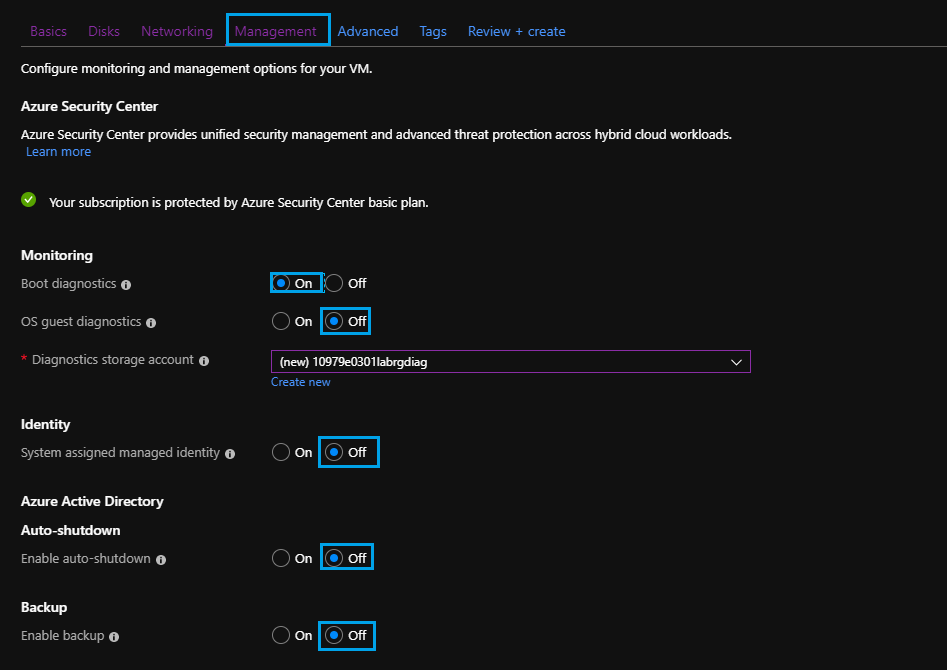 Basics Disks Networking Management Advanced Tags Review + create
Configure monitoring and management options for your VM.
Azure Security Center
Azure Security Center provides unified security management and advanced threat protection across hybrid cloud workloads.
Learn more
Your subscription is protected by Azure Security Center basic plan.
Monitoring
Boot diagnostics On Off
OS guest diagnostics On Off
* Diagnostics storage account (new) 10979e0301labrgdiag
Create new
Identity
System assigned managed identity On Off
Azure Active Directory
Auto-shutdown
Enable auto-shutdown On Off
Backup
Enable backup On Off